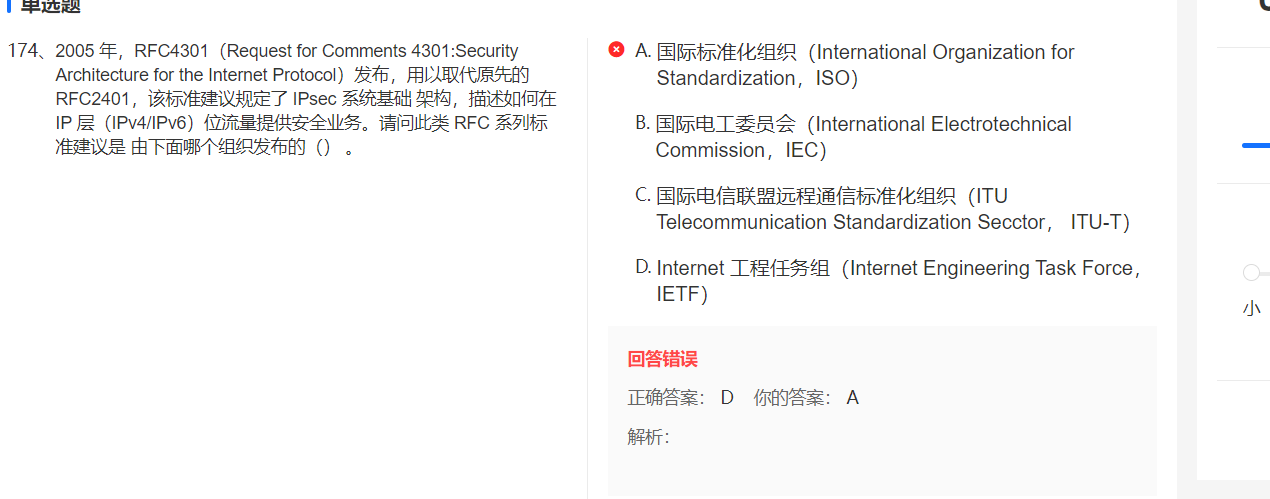 单选题
174、2005 年，RFC4301（Request for Comments 4301:Security
Architecture for the Internet Protocol）发布，用以取代原先的
RFC2401，该标准建议规定了 IPsec 系统基础 架构，描述如何在
IP 层（IPv4/IPv6）位流量提供安全业务。请问此类 RFC 系列标
准建议是 由下面哪个组织发布的（） 。
A. 国际标准化组织（International Organization for
Standardization，ISO）
B. 国际电工委员会（International Electrotechnical
Commission，IEC）
C. 国际电信联盟远程通信标准化组织（ITU
Telecommunication Standardization Secctor， ITU-T）
D. Internet 工程任务组（Internet Engineering Task Force，
IETF）
回答错误
正确答案： D 你的答案： A
解析：
小